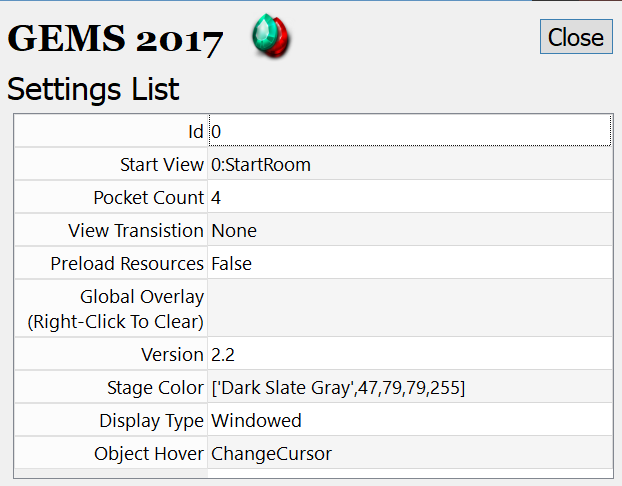 GEMS 2017
Close
Settings List
Id 0
Start View 0:StartRoom
Pocket Count 4
View Transistion None
Preload Resources False
Global Overlay
(Right-Click To Clear)
Version 2.2
Stage Color ['Dark Slate Gray',47,79,79,255]
Display Type Windowed
Object Hover ChangeCursor